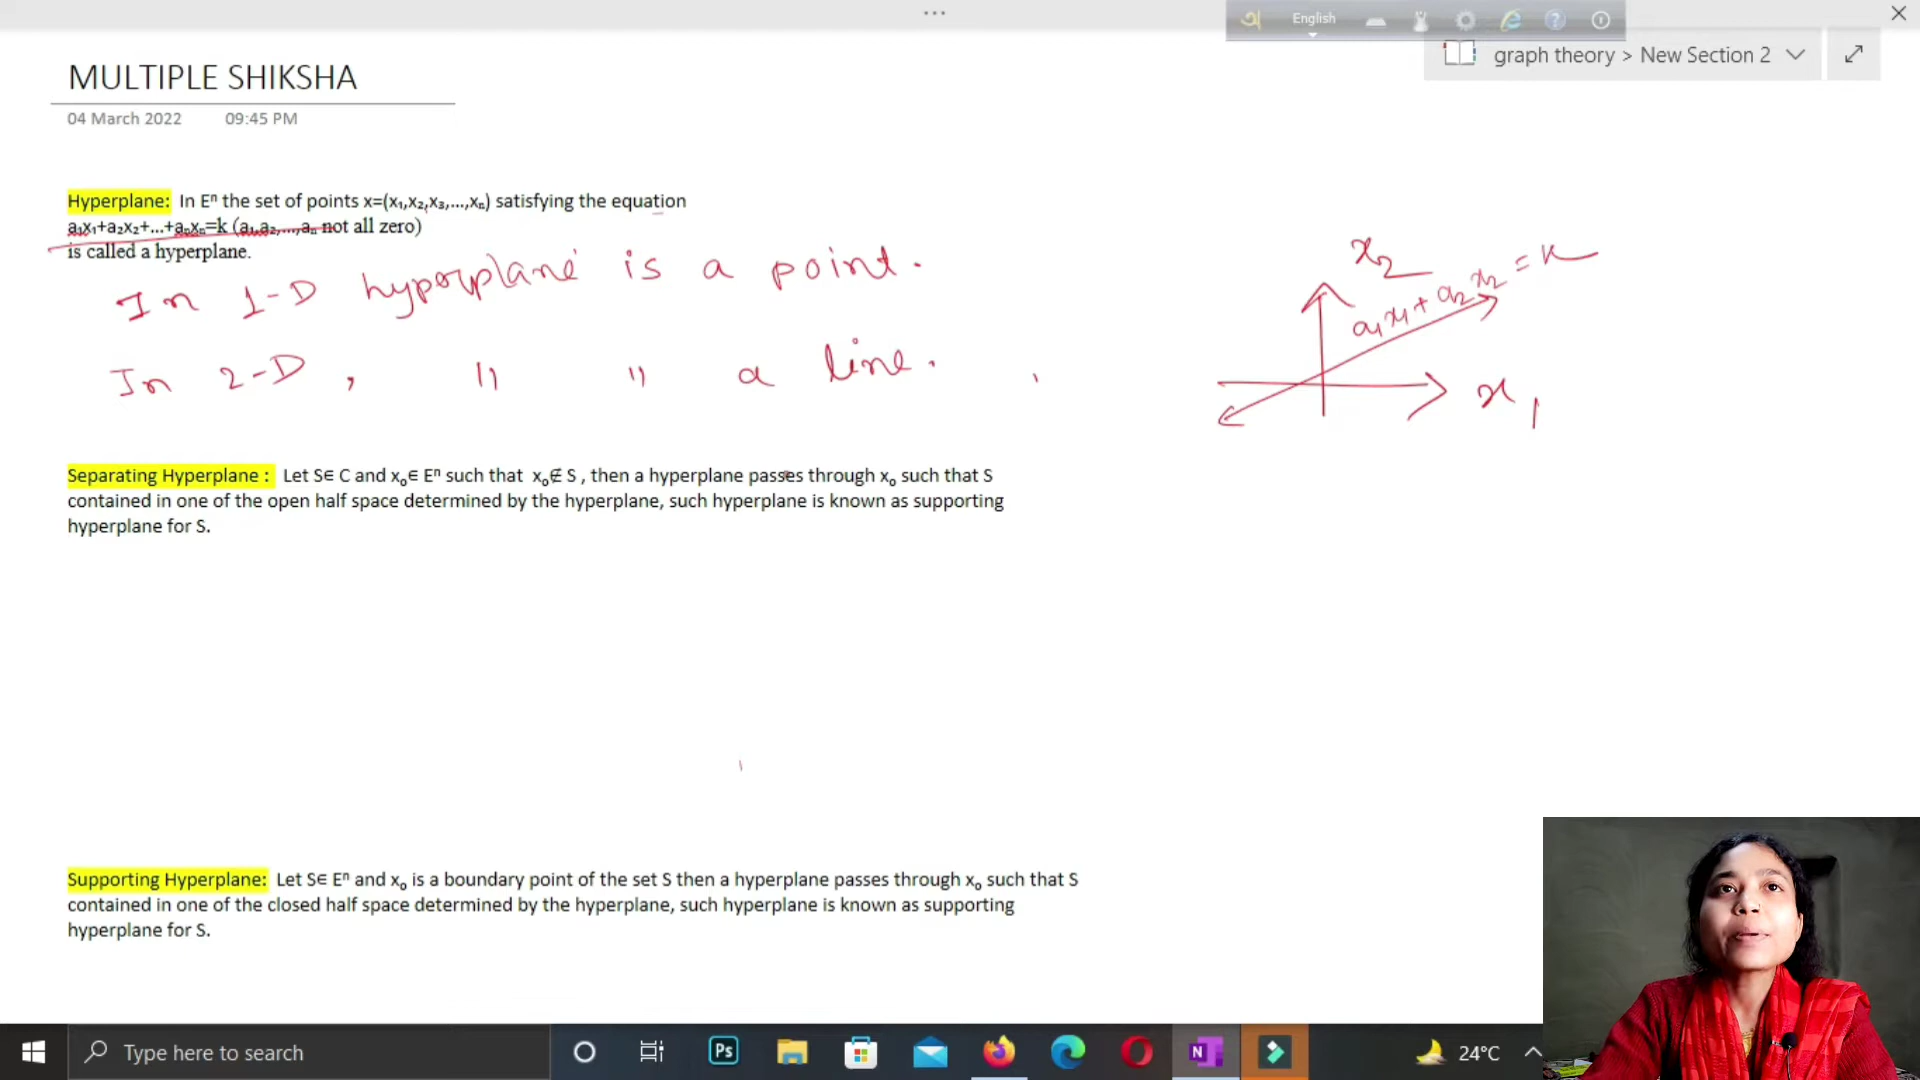 English
graph theory > New Section 2
MULTIPLE SHIKSHA
04 March 2022 09:45 PM
Hyperplane: In Eⁿ the set of points x=(x₁,x₂,x₃,...,xₙ) satisfying the equation
a₁x₁+a₂x₂+...+aₙxₙ=k (a₁,a₂,...,aₙ not all zero)
is called a hyperplane.
In 1-D hyperplane is a point.
In 2-D, " " a line.
x₂
a₁x₁+a₂x₂=k
x₁
Separating Hyperplane : Let S∈ C and x₀∈ Eⁿ such that x₀∉ S , then a hyperplane passes through x₀ such that S
contained in one of the open half space determined by the hyperplane, such hyperplane is known as supporting
hyperplane for S.
Supporting Hyperplane: Let S∈ Eⁿ and x₀ is a boundary point of the set S then a hyperplane passes through x₀ such that S
contained in one of the closed half space determined by the hyperplane, such hyperplane is known as supporting
hyperplane for S.
Type here to search
Ps
N
24°C